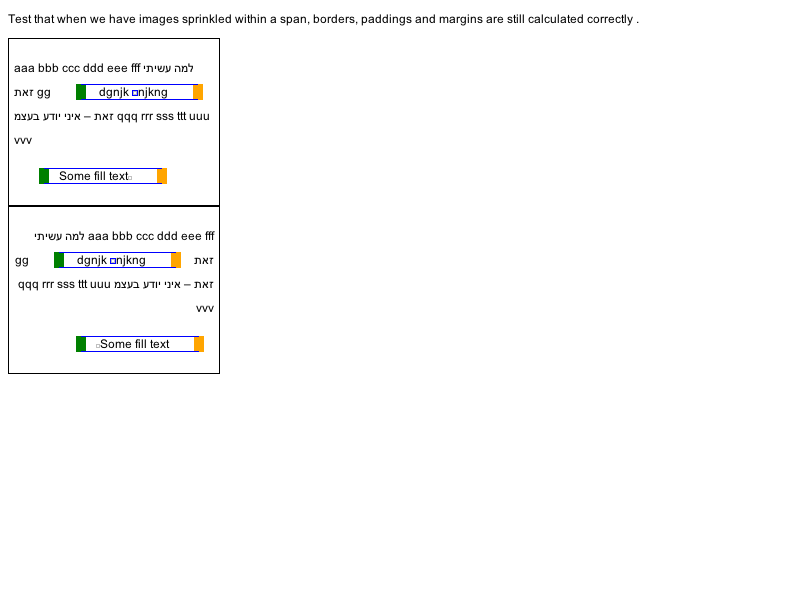 Test that when we have images sprinkled within a span, borders, paddings and margins are still calculated correctly .
aaa bbb ccc ddd eee fff למה עשיתי
זאת gg dgnjk njkng
זאת – איני יודע בעצמ qqq rrr sss ttt uuu
vvv
Some fill text
aaa bbb ccc ddd eee fff למה עשיתי
זאת gg dgnjk njkng
זאת – איני יודע בעצמ qqq rrr sss ttt uuu
vvv
Some fill text